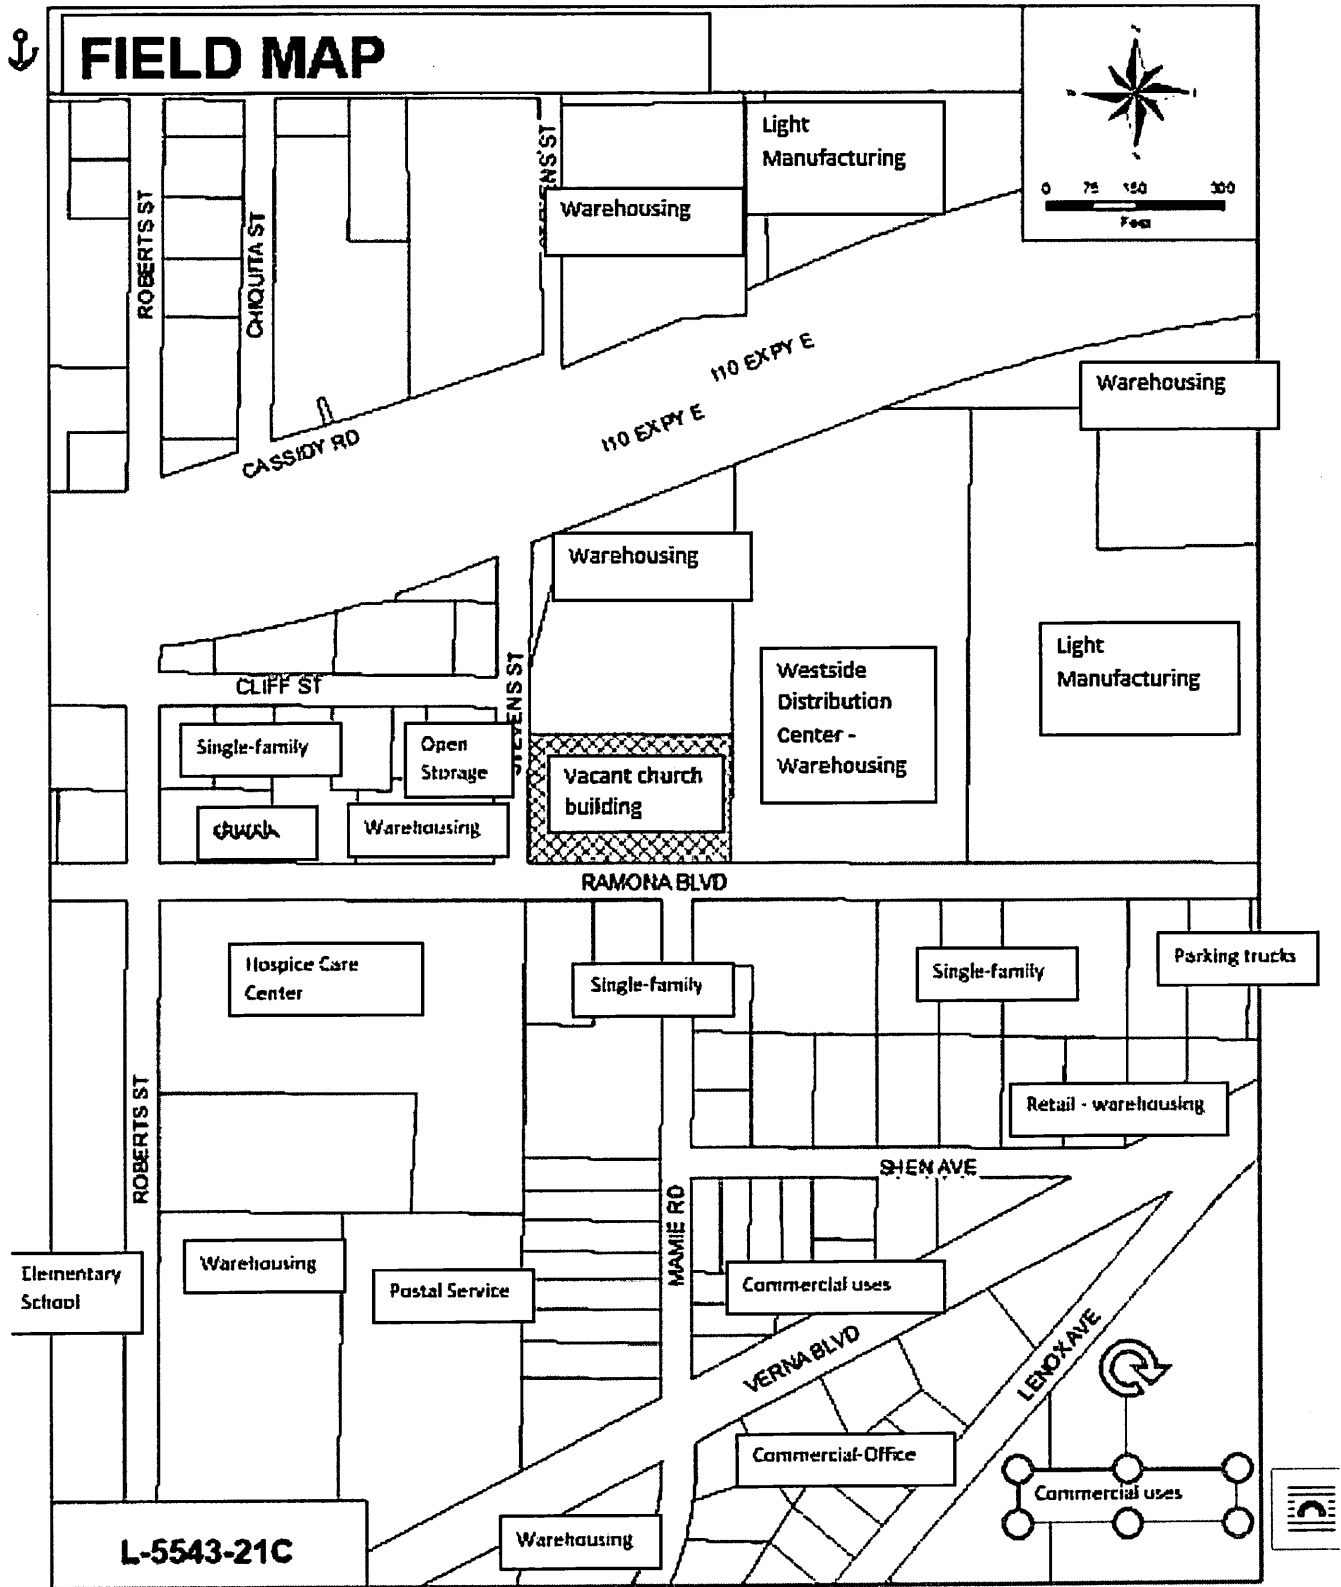 FIELD MAP
0 75 150 300
Feet
Light
Manufacturing
Warehousing
ROBERTS ST
CHIQUITA ST
I10 EXPY E
I10 EXPY E
CASSIDY RD
Warehousing
Warehousing
STEVENS ST
CLIFF ST
Single-family
Open
Storage
Vacant church
building
Westside
Distribution
Center -
Warehousing
Light
Manufacturing
church
Warehousing
RAMONA BLVD
Hospice Care
Center
Single-family
Single-family
Parking trucks
ROBERTS ST
Retail - warehousing
SHEN AVE
MAMIE RD
Elementary
School
Warehousing
Postal Service
Commercial uses
VERNA BLVD
LENOX AVE
Commercial-Office
Commercial uses
L-5543-21C
Warehousing